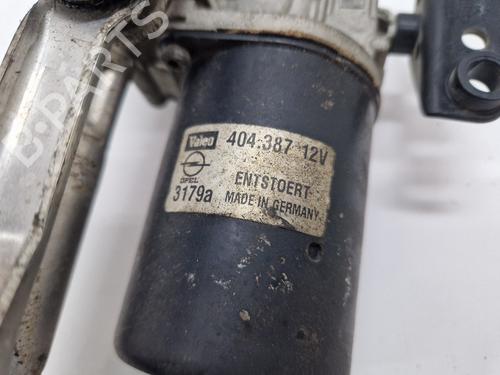 B-PARTS
Valeo 404.387 12V
OPEL ENTSTOERT
3179a MADE IN GERMANY